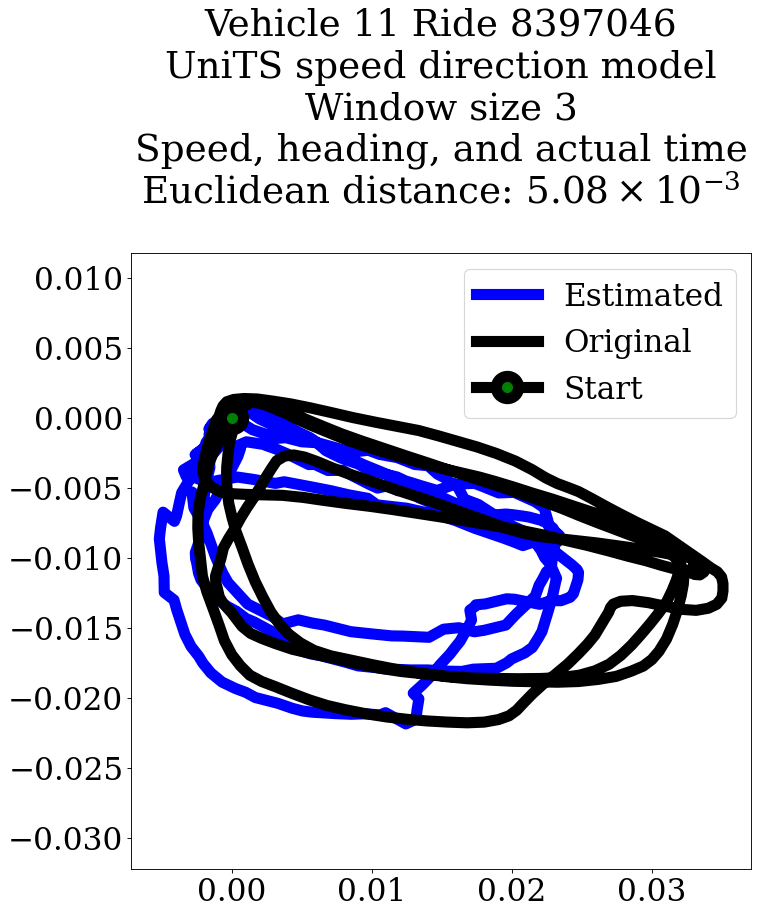 Vehicle 11 Ride 8397046
UniTS speed direction model
Window size 3
Speed, heading, and actual time
Euclidean distance: 5.08 × 10⁻³
Estimated
Original
Start
0.010
0.005
0.000
−0.005
−0.010
−0.015
−0.020
−0.025
−0.030
0.00 0.01 0.02 0.03